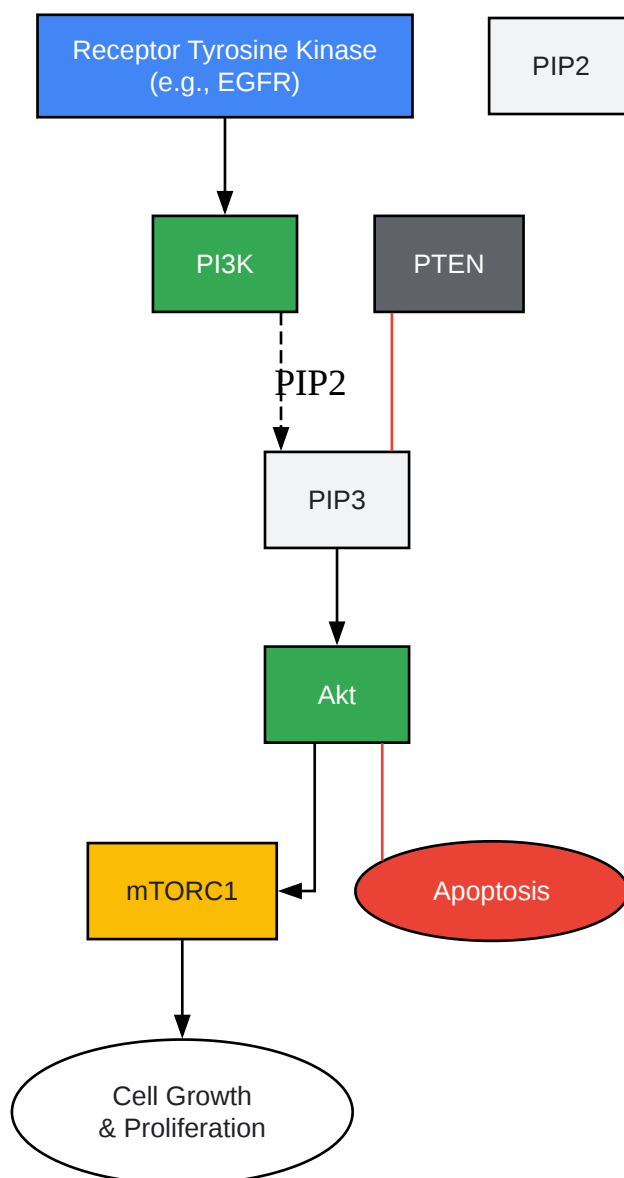 Receptor Tyrosine Kinase
(e.g., EGFR)
PIP2
PI3K
PTEN
PIP2
PIP3
Akt
mTORC1
Apoptosis
Cell Growth
& Proliferation